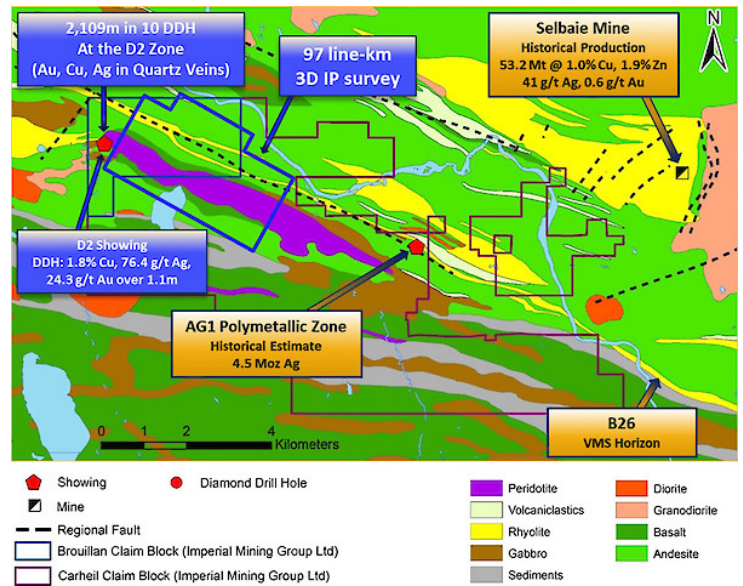 2,109m in 10 DDH
At the D2 Zone
(Au, Cu, Ag in Quartz Veins)
97 line-km
3D IP survey
Selbaie Mine
Historical Production
53.2 Mt @ 1.0% Cu, 1.9% Zn
41 g/t Ag, 0.6 g/t Au
N
D2 Showing
DDH: 1.8% Cu, 76.4 g/t Ag,
24.3 g/t Au over 1.1m
AG1 Polymetallic Zone
Historical Estimate
4.5 Moz Ag
B26
VMS Horizon
0 1 2 4
Kilometers
Showing
Diamond Drill Hole
Mine
Regional Fault
Brouillan Claim Block (Imperial Mining Group Ltd)
Carheil Claim Block (Imperial Mining Group Ltd)
Peridotite
Volcaniclastics
Rhyolite
Gabbro
Sediments
Diorite
Granodiorite
Basalt
Andesite